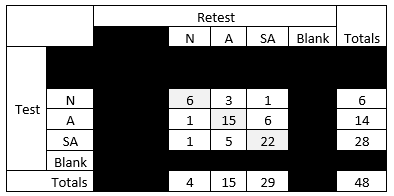 Retest
N A SA Blank Totals
Test
N 6 3 1 6
A 1 15 6 14
SA 1 5 22 28
Blank
Totals 4 15 29 48